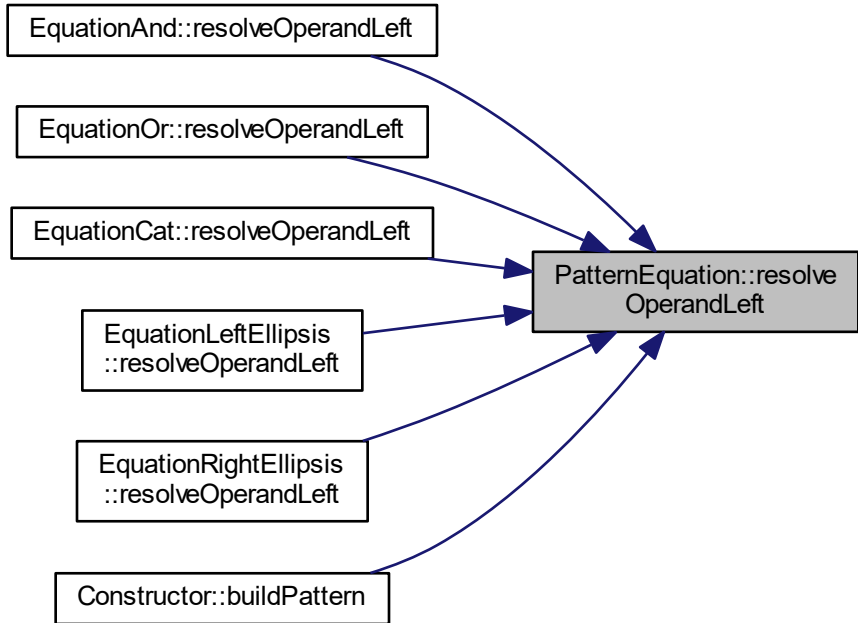 EquationAnd::resolveOperandLeft
EquationOr::resolveOperandLeft
EquationCat::resolveOperandLeft
PatternEquation::resolve
OperandLeft
EquationLeftEllipsis
::resolveOperandLeft
EquationRightEllipsis
::resolveOperandLeft
Constructor::buildPattern